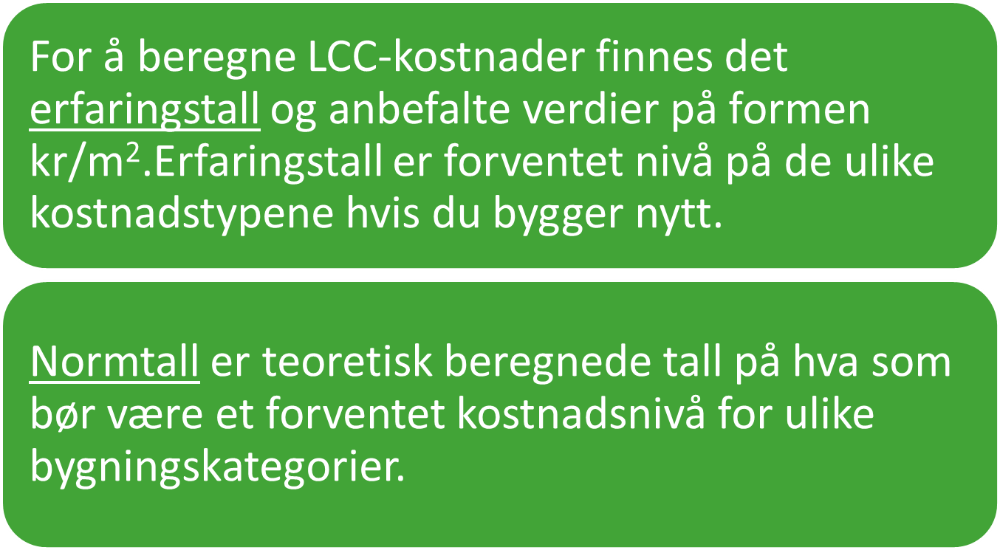 For å beregne LCC-kostnader finnes det
erfaringstall og anbefalte verdier på formen
kr/m².Erfaringstall er forventet nivå på de ulike
kostnadstypene hvis du bygger nytt.
Normtall er teoretisk beregnede tall på hva som
bør være et forventet kostnadsnivå for ulike
bygningskategorier.